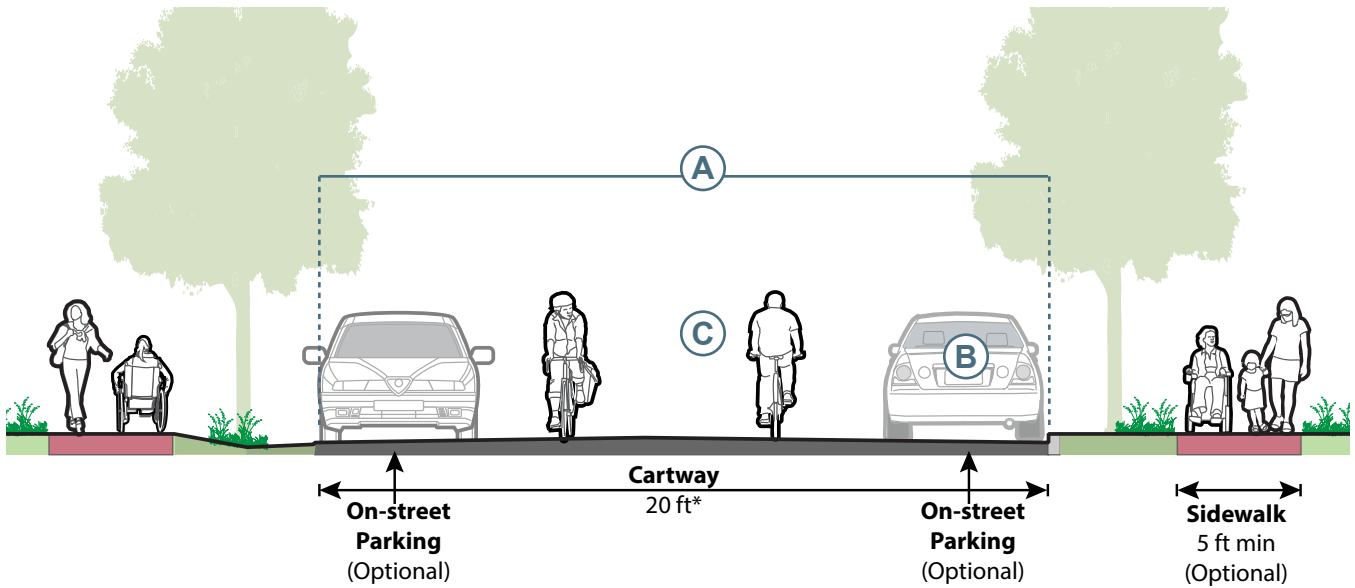 A
C
B
Cartway
20 ft*
On-street
Parking
(Optional)
On-street
Parking
(Optional)
Sidewalk
5 ft min
(Optional)